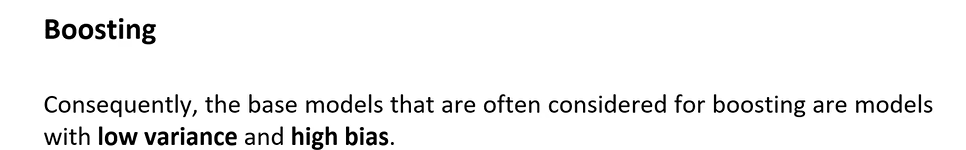 Boosting
Consequently, the base models that are often considered for boosting are models
with low variance and high bias.